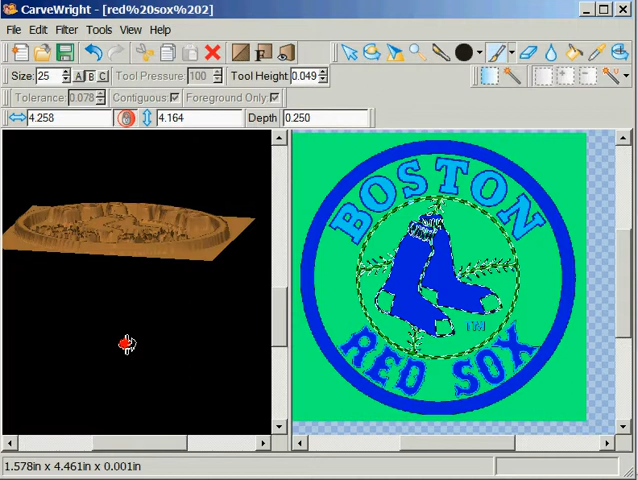 CarveWright - [red%20sox%202]
File Edit Filter Tools View Help
Size: 25 A B C Tool Pressure: 100 Tool Height: 0.049
Tolerance: 0.078 Contiguous: Foreground Only:
4.258 4.164 Depth 0.250
BOSTON
TM
RED SOX
1.578in x 4.461in x 0.001in